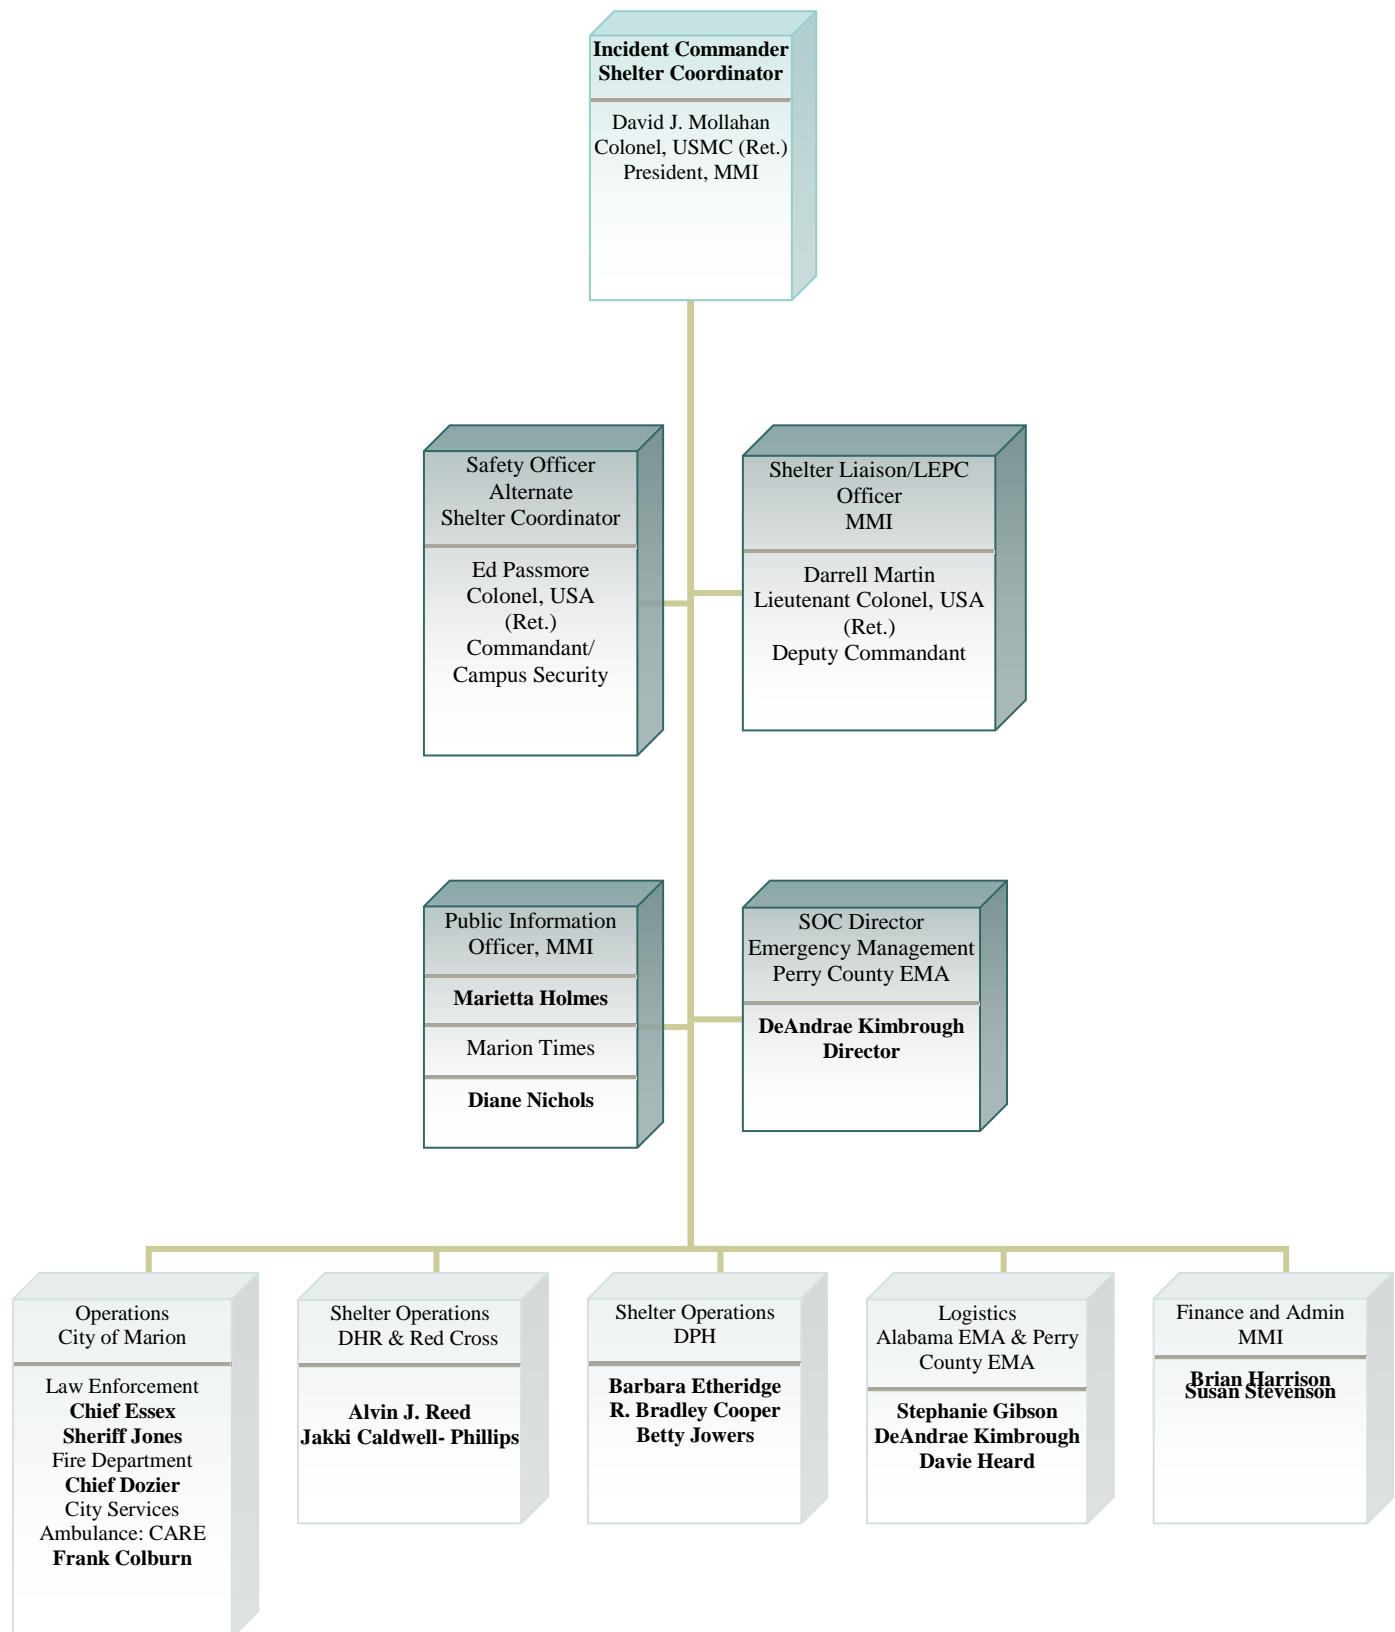 Incident Commander
Shelter Coordinator
David J. Mollahan
Colonel, USMC (Ret.)
President, MMI
Safety Officer
Alternate
Shelter Coordinator
Ed Passmore
Colonel, USA
(Ret.)
Commandant/
Campus Security
Shelter Liaison/LEPC
Officer
MMI
Darrell Martin
Lieutenant Colonel, USA
(Ret.)
Deputy Commandant
Public Information
Officer, MMI
Marietta Holmes
Marion Times
Diane Nichols
SOC Director
Emergency Management
Perry County EMA
DeAndrae Kimbrough
Director
Operations
City of Marion
Law Enforcement
Chief Essex
Sheriff Jones
Fire Department
Chief Dozier
City Services
Ambulance: CARE
Frank Colburn
Shelter Operations
DHR & Red Cross
Alvin J. Reed
Jakki Caldwell- Phillips
Shelter Operations
DPH
Barbara Etheridge
R. Bradley Cooper
Betty Jowers
Logistics
Alabama EMA & Perry
County EMA
Stephanie Gibson
DeAndrae Kimbrough
Davie Heard
Finance and Admin
MMI
Brian Harrison
Susan Stevenson